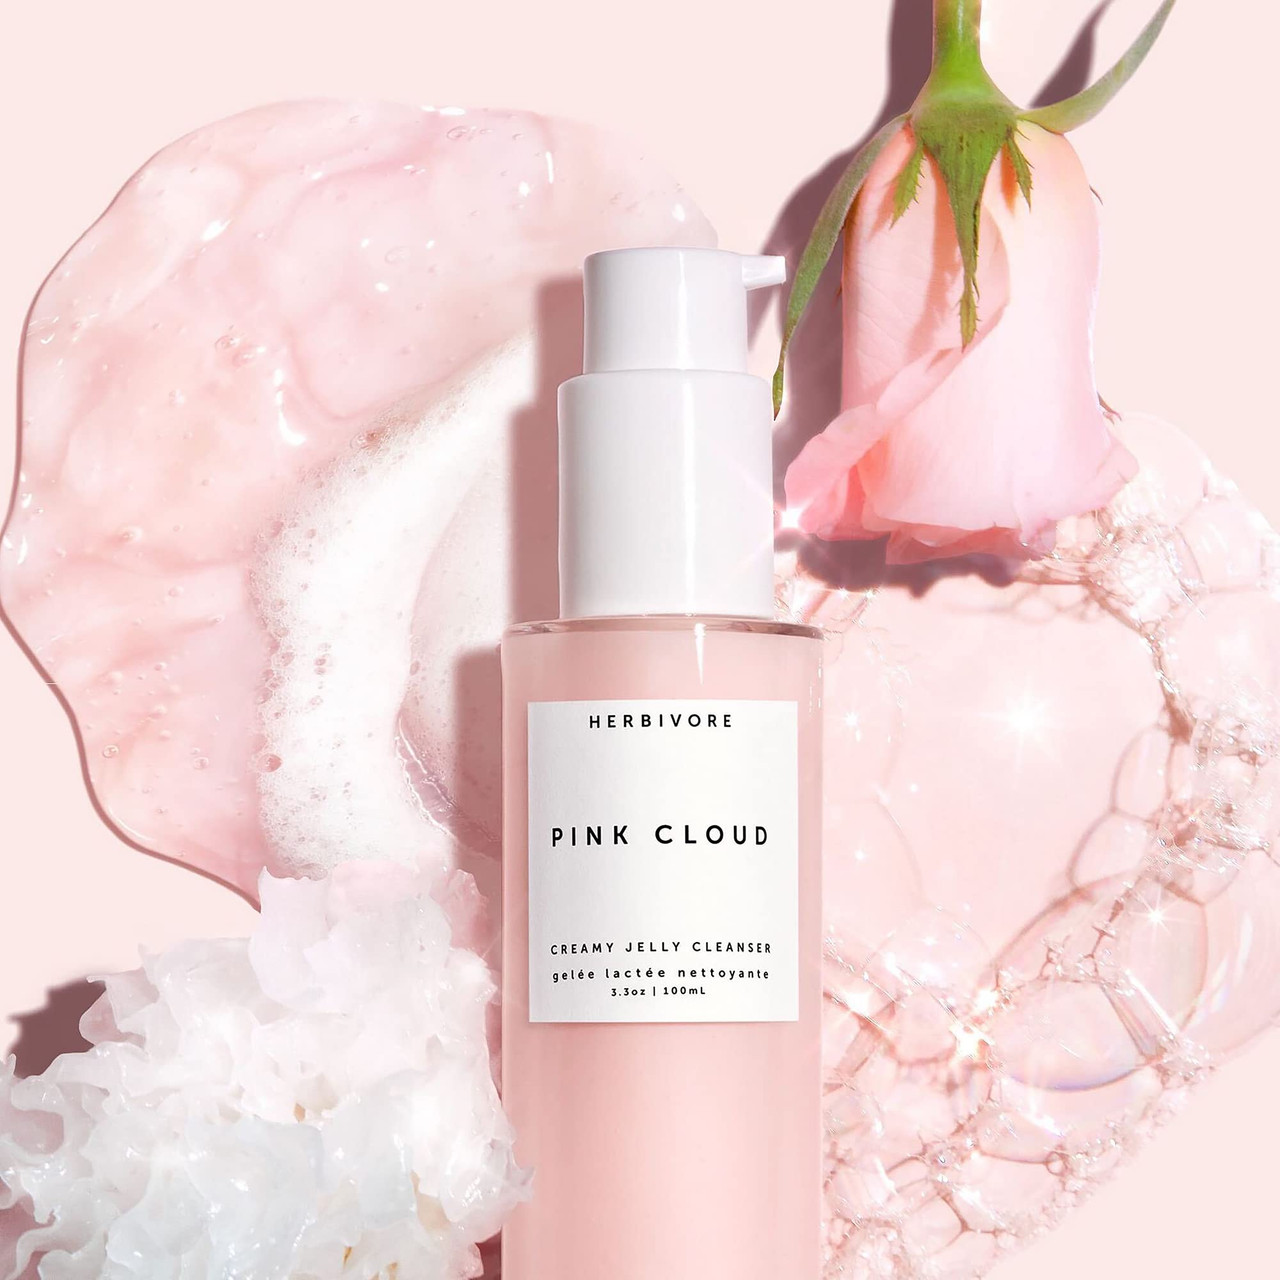 HERBIVORE
PINK CLOUD
CREAMY JELLY CLEANSER
gelée lactée nettoyante
3.3oz | 100mL